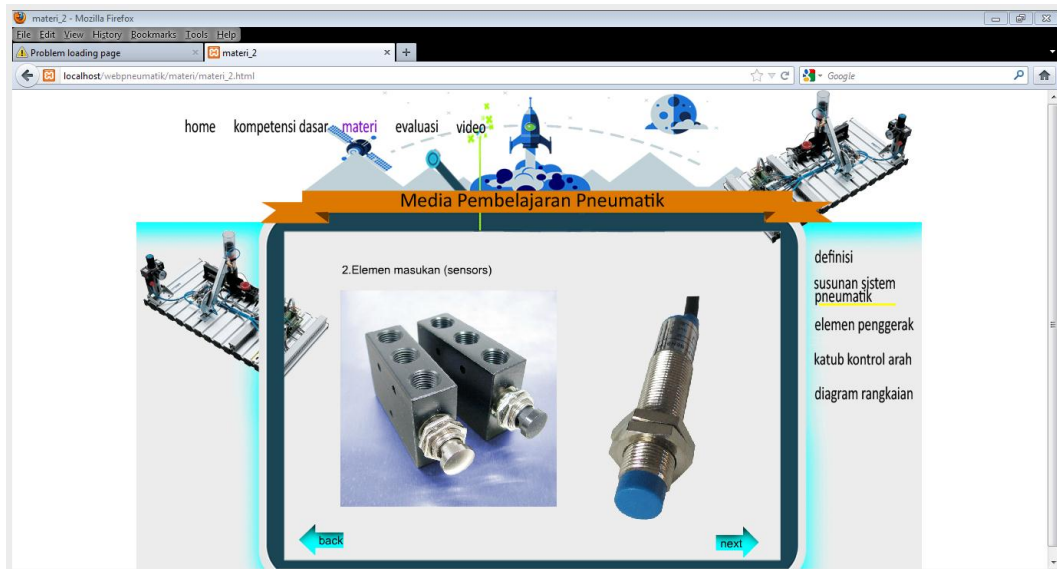 materi_2 - Mozilla Firefox
File Edit View History Bookmarks Tools Help
Problem loading page
materi_2
localhost/webpneumatik/materi/materi_2.html
Google
home kompetensi dasar materi evaluasi video
Media Pembelajaran Pneumatik
2.Elemen masukan (sensors)
definisi
susunan sistem
pneumatik
elemen penggerak
katub kontrol arah
diagram rangkaian
back
next